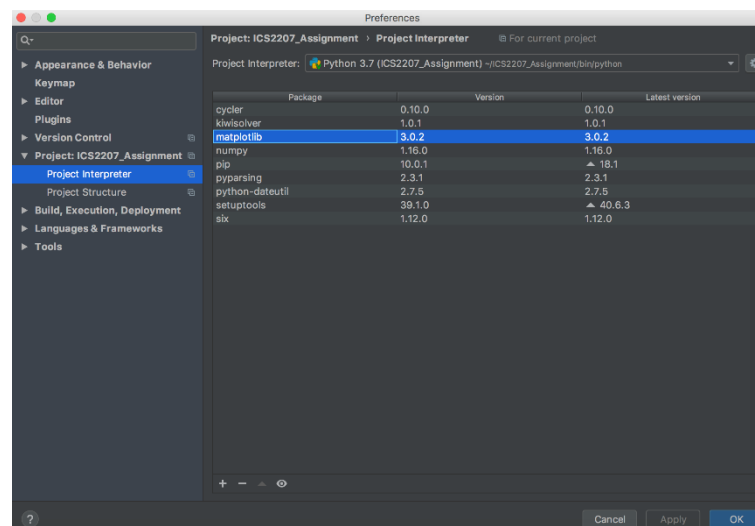 Preferences
Project: ICS2207_Assignment › Project Interpreter For current project
Appearance & Behavior
Keymap
Editor
Plugins
Version Control
Project: ICS2207_Assignment
Project Interpreter
Project Structure
Build, Execution, Deployment
Languages & Frameworks
Tools
Project Interpreter: Python 3.7 (ICS2207_Assignment) ~/ICS2207_Assignment/bin/python
Package Version Latest version
cycler 0.10.0 0.10.0
kiwisolver 1.0.1 1.0.1
matplotlib 3.0.2 3.0.2
numpy 1.16.0 1.16.0
pip 10.0.1 ▲ 18.1
pyparsing 2.3.1 2.3.1
python-dateutil 2.7.5 2.7.5
setuptools 39.1.0 ▲ 40.6.3
six 1.12.0 1.12.0
? Cancel Apply OK